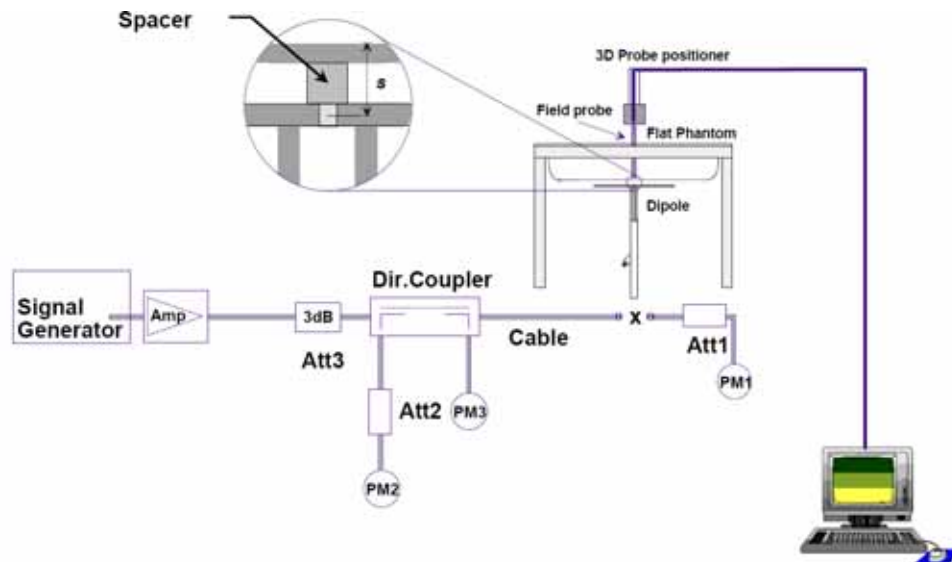 Spacer
s
3D Probe positioner
Field probe
Flat Phantom
Dipole
Signal
Generator
Amp
3dB
Att3
Dir.Coupler
Att2
PM2
PM3
Cable
x
Att1
PM1